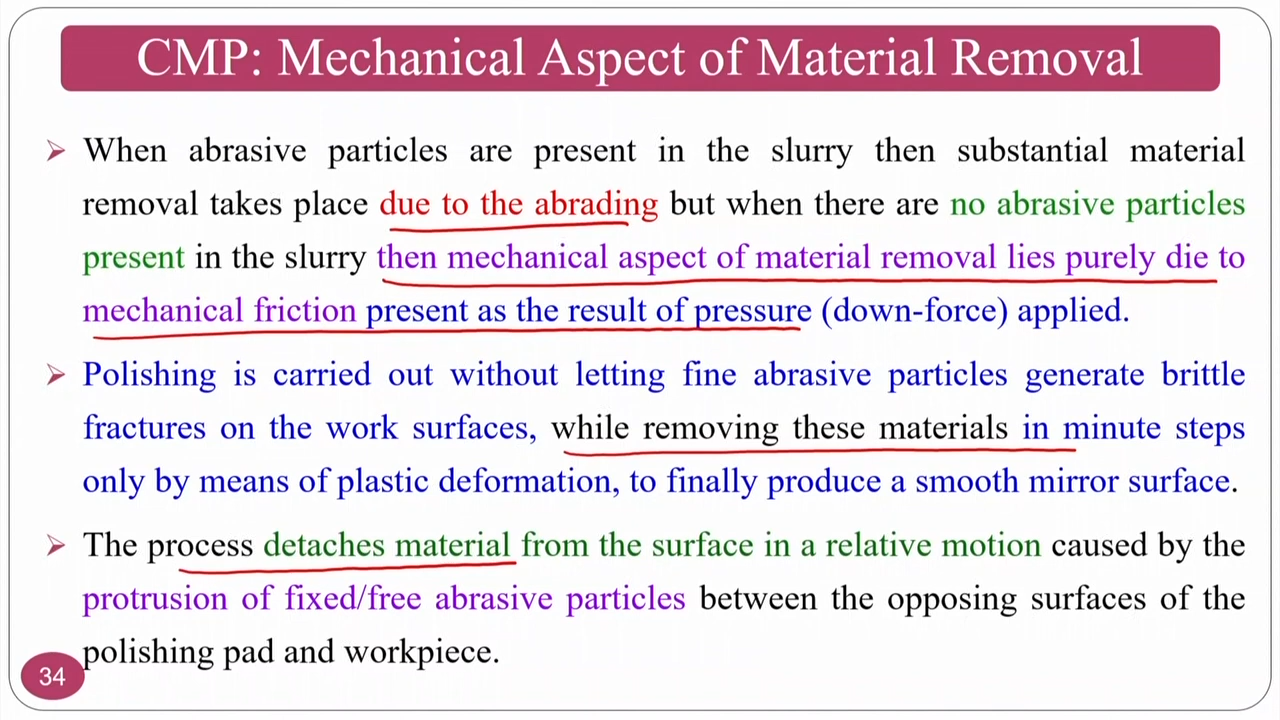 CMP: Mechanical Aspect of Material Removal
➢ When abrasive particles are present in the slurry then substantial material
removal takes place due to the abrading but when there are no abrasive particles
present in the slurry then mechanical aspect of material removal lies purely die to
mechanical friction present as the result of pressure (down-force) applied.
➢ Polishing is carried out without letting fine abrasive particles generate brittle
fractures on the work surfaces, while removing these materials in minute steps
only by means of plastic deformation, to finally produce a smooth mirror surface.
➢ The process detaches material from the surface in a relative motion caused by the
protrusion of fixed/free abrasive particles between the opposing surfaces of the
polishing pad and workpiece.
34